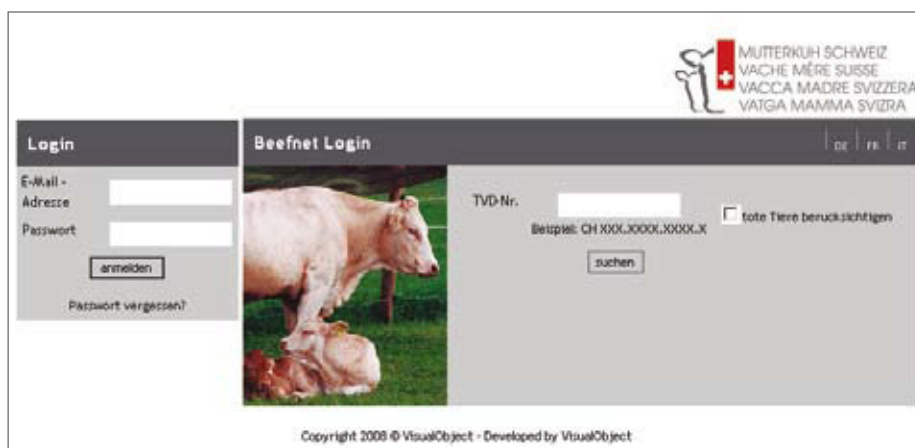 MUTTERKUH SCHWEIZ
VACHE MÈRE SUISSE
VACCA MADRE SVIZZERA
VATGA MAMMA SVIZRA
Login
E-Mail -
Adresse
Passwort
anmelden
Passwort vergessen?
Beefnet Login
DE FR IT
TVD-Nr.
Beispiel: CH XXX.XXXX.XXXX.X
tote Tiere berucksichtigen
suchen
Copyright 2008 © VisualObject - Developed by VisualObject